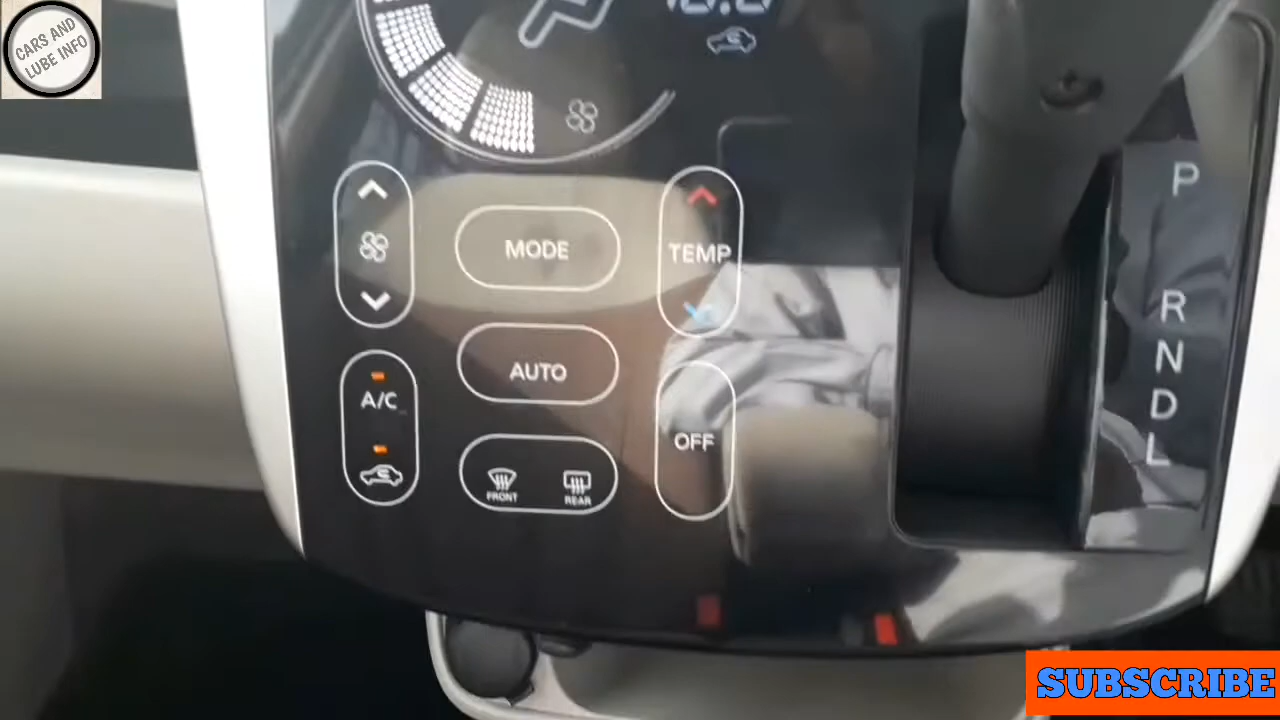 CARS AND
LUBE INFO
P
MODE
TEMP
R
N
AUTO
A/C
D
OFF
L
FRONT
REAR
SUBSCRIBE